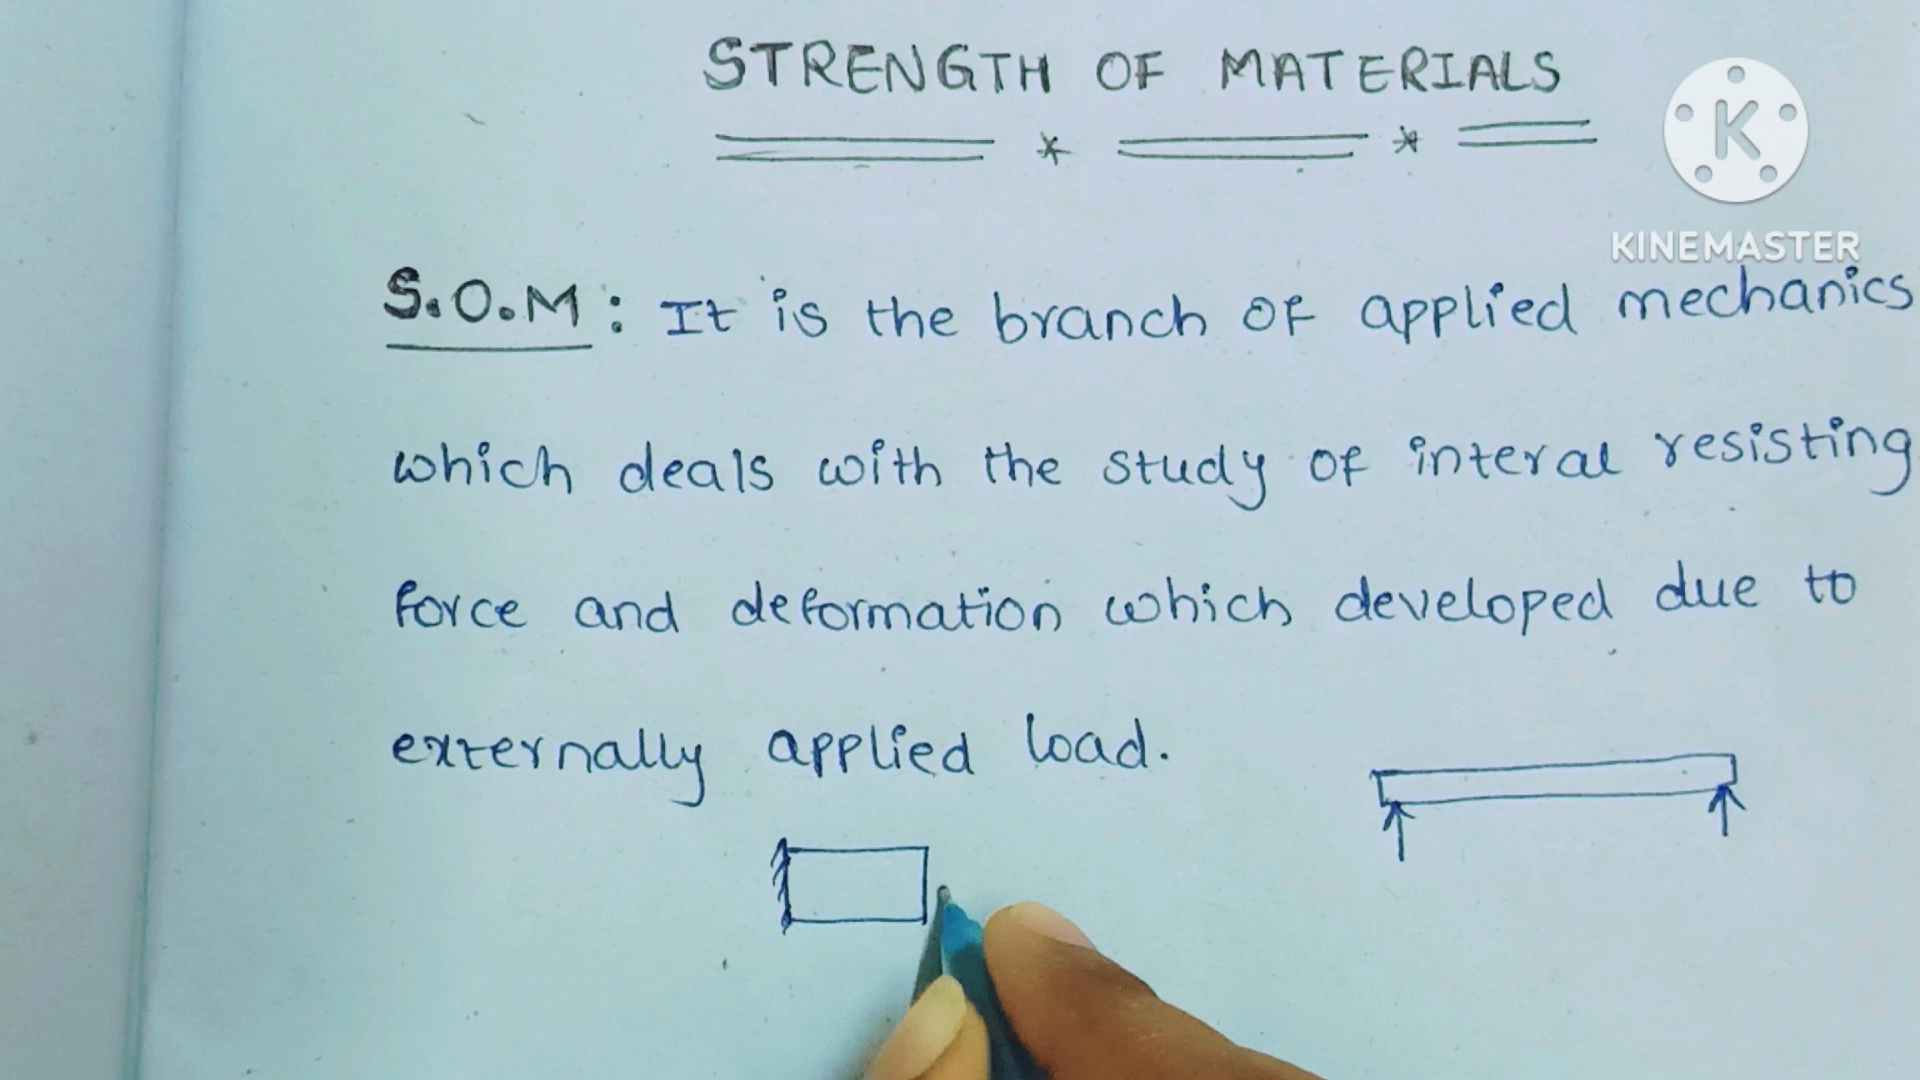 STRENGTH OF MATERIALS
K
KINEMASTER
S.O.M: It is the branch of applied mechanics
which deals with the study of interal resisting
force and deformation which developed due to
externally applied load.